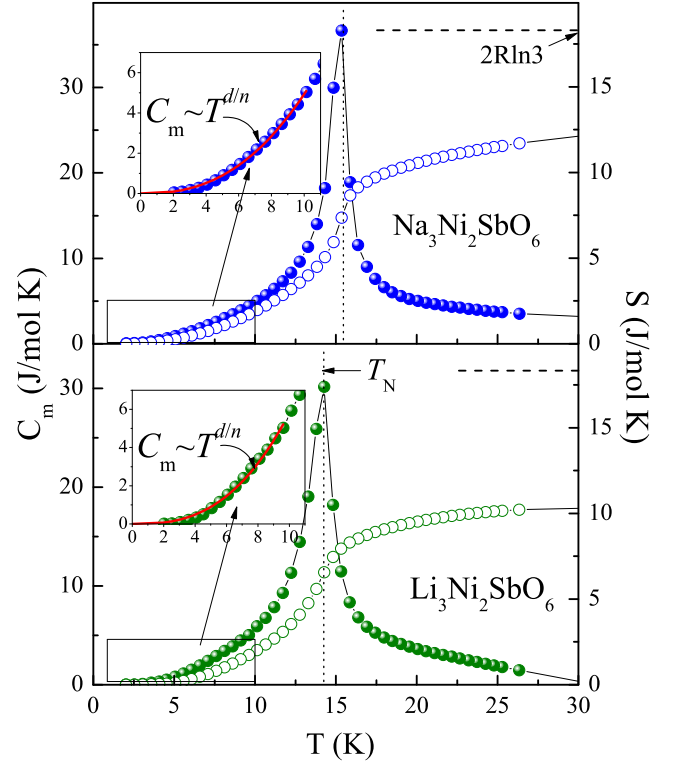 2Rln3
C_m ~T^{d/n}
6
4
2
0
0 2 4 6 8 10
Na₃Ni₂SbO₆
30
20
10
0
15
10
5
0
C_m (J/mol K)
S (J/mol K)
T_N
C_m ~T^{d/n}
6
4
2
0
0 2 4 6 8 10
Li₃Ni₂SbO₆
30
20
10
0
15
10
5
0
0 5 10 15 20 25 30
T (K)